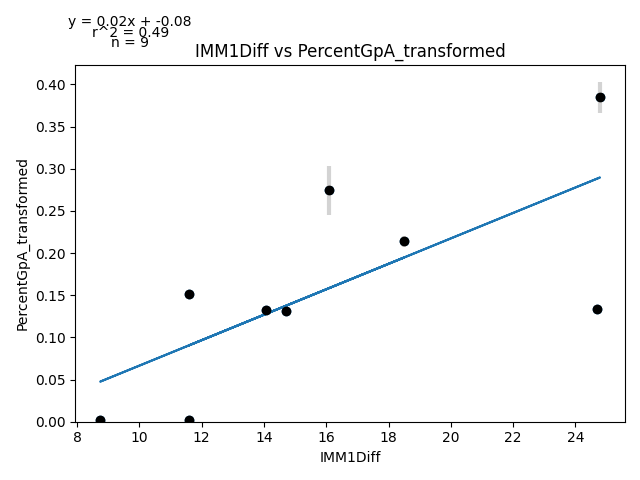 y = 0.02x + -0.08
r^2 = 0.49
n = 9
IMM1Diff vs PercentGpA_transformed
PercentGpA_transformed
0.40
0.35
0.30
0.25
0.20
0.15
0.10
0.05
0.00
8 10 12 14 16 18 20 22 24
IMM1Diff